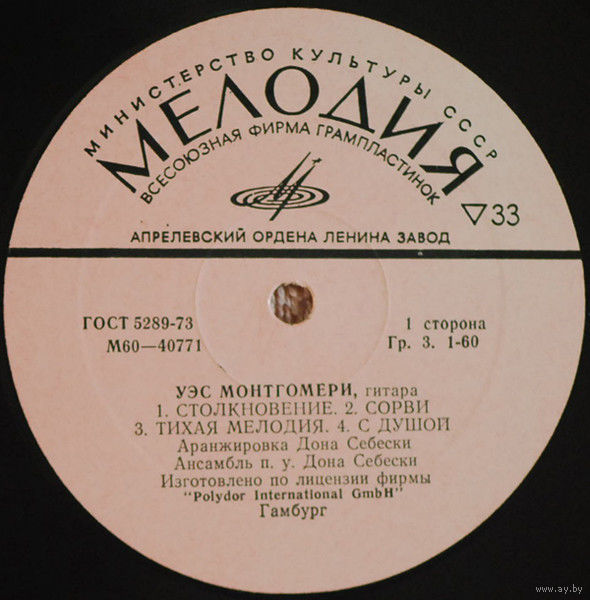 МИНИСТЕРСТВО КУЛЬТУРЫ СССР
МЕЛОДИЯ
ВСЕСОЮЗНАЯ ФИРМА ГРАМПЛАСТИНОК
▽33
АПРЕЛЕВСКИЙ ОРДЕНА ЛЕНИНА ЗАВОД
ГОСТ 5289-73
М60—40771
1 сторона
Гр. 3. 1-60
УЭС МОНТГОМЕРИ, гитара
1. СТОЛКНОВЕНИЕ. 2. СОРВИ
3. ТИХАЯ МЕЛОДИЯ. 4. С ДУШОЙ
Аранжировка Дона Себески
Ансамбль п. у. Дона Себески
Изготовлено по лицензии фирмы
"Polydor International GmbH"
Гамбург
www.ay.by